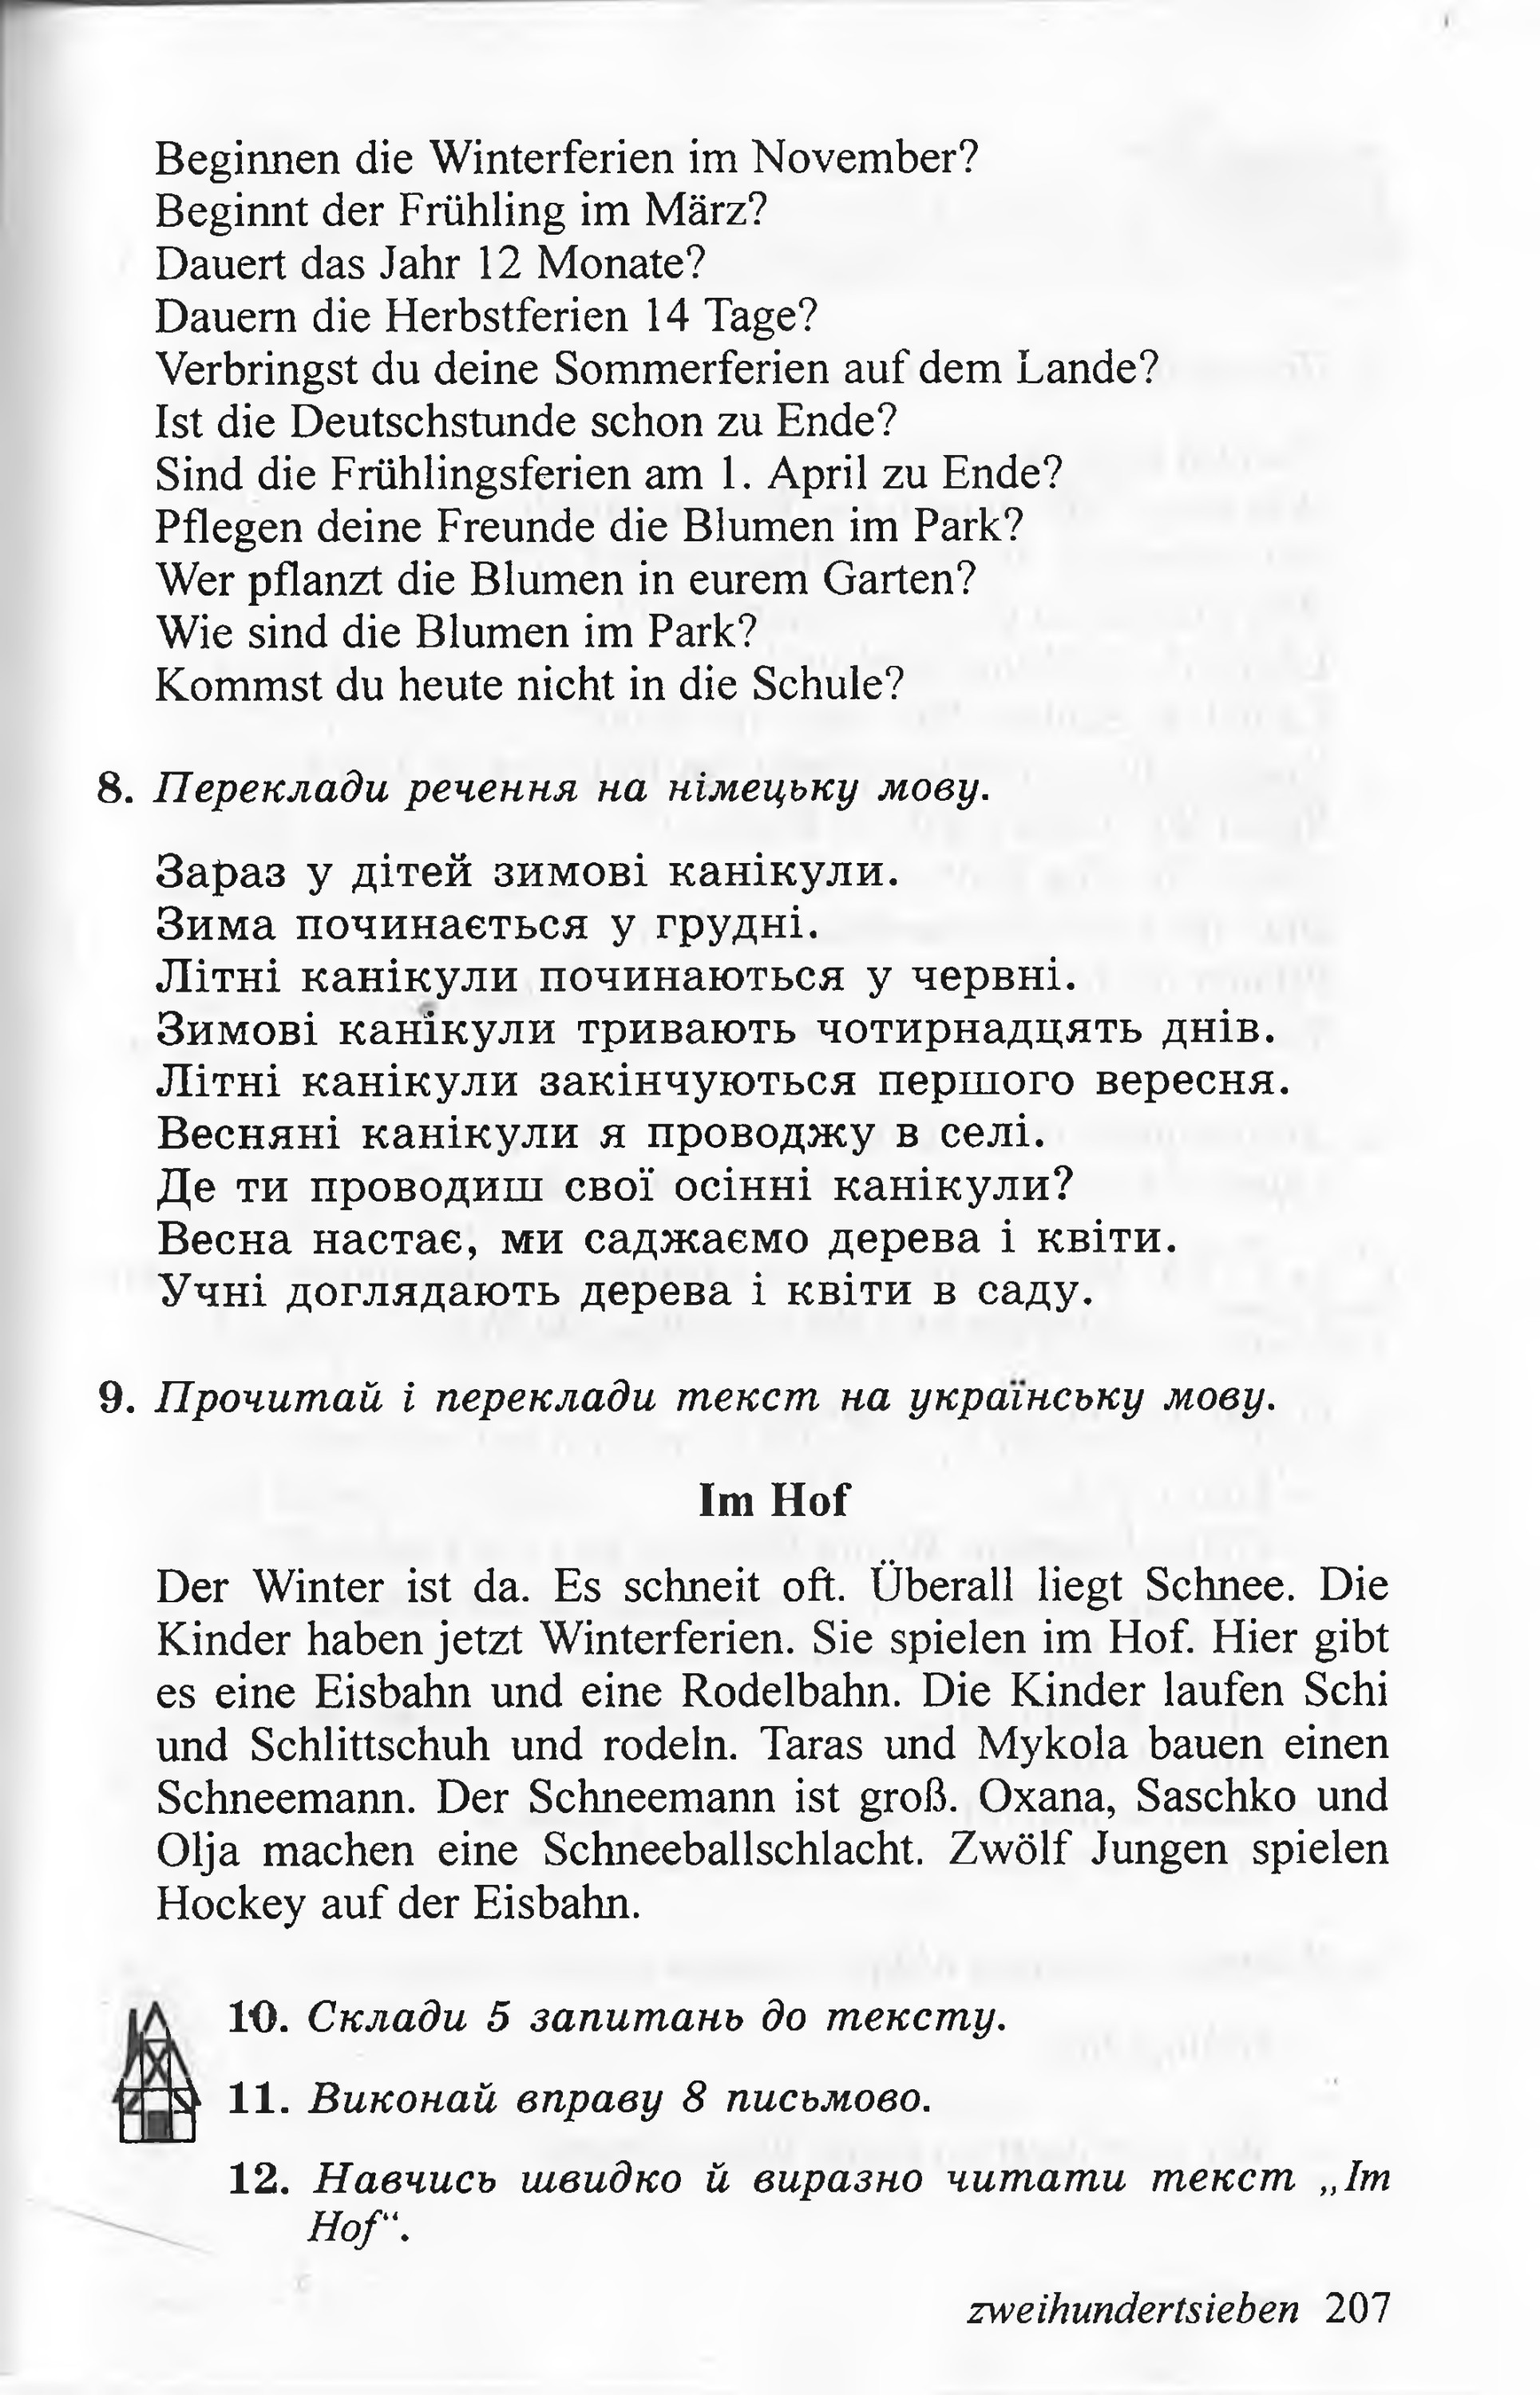 Beginnen die Winterferien im November?
Beginnt der Frühling im März?
Dauert das Jahr 12 Monate?
Dauern die Herbstferien 14 Tage?
Verbringst du deine Sommerferien auf dem Lande?
Ist die Deutschstunde schon zu Ende?
Sind die Frühlingsferien am 1. April zu Ende?
Pflegen deine Freunde die Blumen im Park?
Wer pflanzt die Blumen in eurem Garten?
Wie sind die Blumen im Park?
Kommst du heute nicht in die Schule?
8. Переклади речення на німецьку мову.
Зараз у дітей зимові канікули.
Зима починається у грудні.
Літні канікули починаються у червні.
Зимові канікули тривають чотирнадцять днів.
Літні канікули закінчуються першого вересня.
Весняні канікули я проводжу в селі.
Де ти проводиш свої осінні канікули?
Весна настає, ми саджаємо дерева і квіти.
Учні доглядають дерева і квіти в саду.
9. Прочитай і переклади текст на українську мову.
Im Hof
Der Winter ist da. Es schneit oft. Überall liegt Schnee. Die
Kinder haben jetzt Winterferien. Sie spielen im Hof. Hier gibt
es eine Eisbahn und eine Rodelbahn. Die Kinder laufen Schi
und Schlittschuh und rodeln. Taras und Mykola bauen einen
Schneemann. Der Schneemann ist groß. Oxana, Saschko und
Olja machen eine Schneeballschlacht. Zwölf Jungen spielen
Hockey auf der Eisbahn.
10. Склади 5 запитань до тексту.
11. Виконай вправу 8 письмово.
12. Навчись швидко й виразно читати текст „Im
Hof“.
zweihundertsieben 207